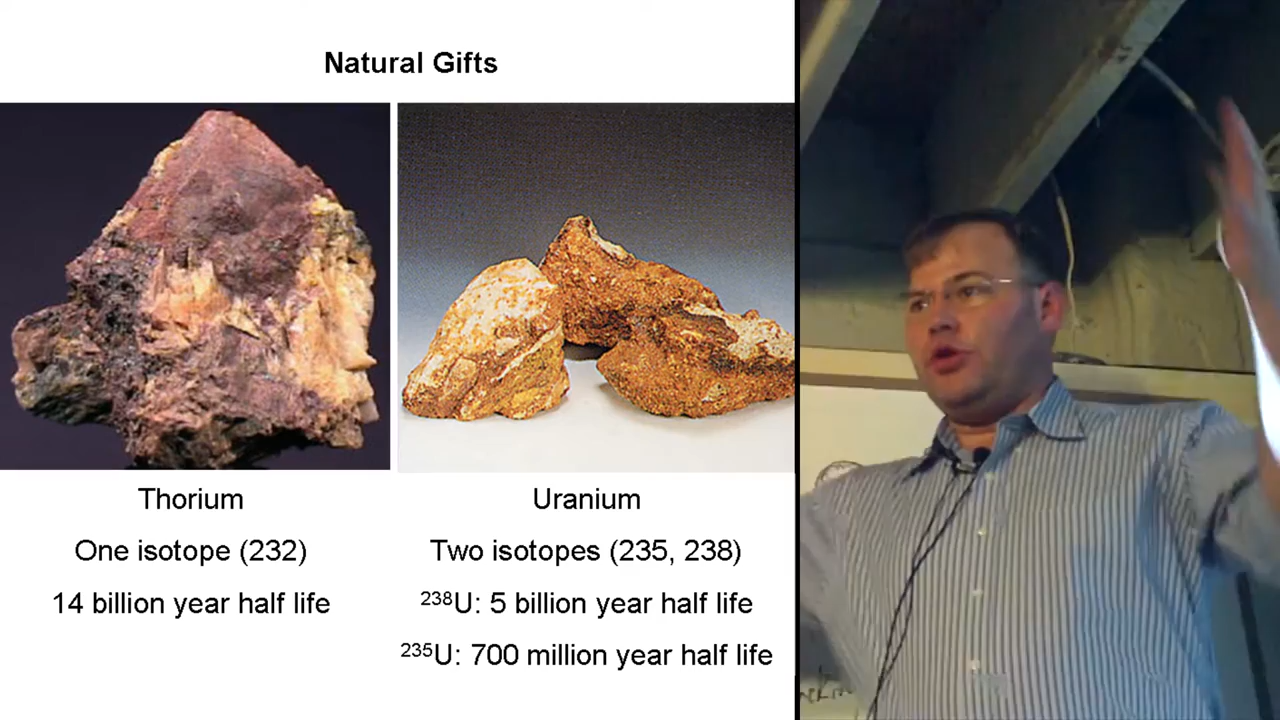 Natural Gifts
Thorium
One isotope (232)
14 billion year half life
Uranium
Two isotopes (235, 238)
²³⁸U: 5 billion year half life
²³⁵U: 700 million year half life